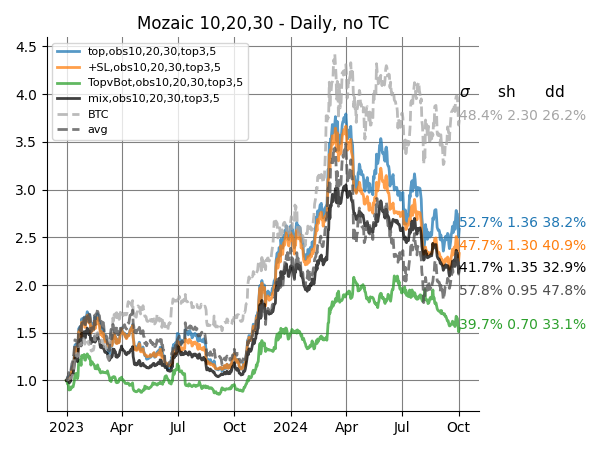 Mozaic 10,20,30 - Daily, no TC
top,obs10,20,30,top3,5
+SL,obs10,20,30,top3,5
TopvBot,obs10,20,30,top3,5
mix,obs10,20,30,top3,5
BTC
avg
σ sh dd
48.4% 2.30 26.2%
52.7% 1.36 38.2%
47.7% 1.30 40.9%
41.7% 1.35 32.9%
57.8% 0.95 47.8%
39.7% 0.70 33.1%
4.5
4.0
3.5
3.0
2.5
2.0
1.5
1.0
2023 Apr Jul Oct 2024 Apr Jul Oct